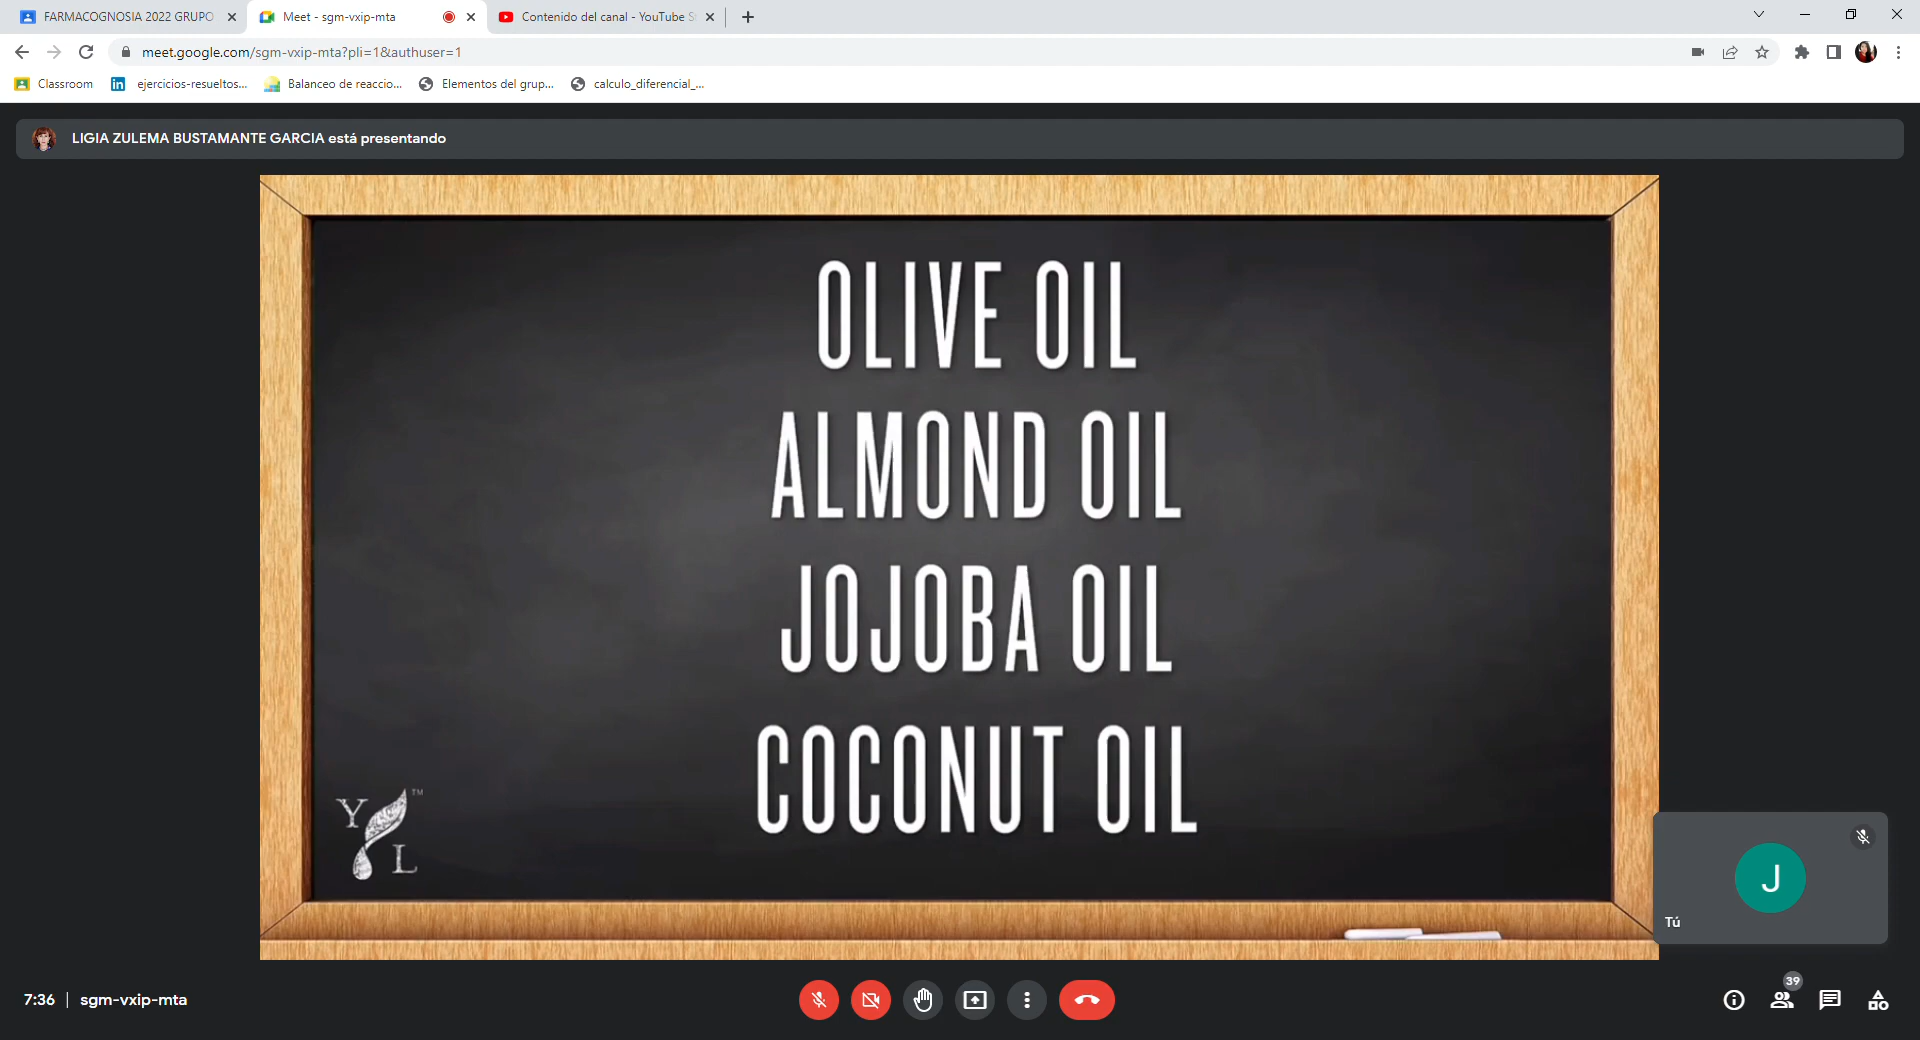 FARMACOGNOSIA 2022 GRUPO
Meet - sgm-vxip-mta
Contenido del canal - YouTube S
meet.google.com/sgm-vxip-mta?pli=1&authuser=1
Classroom
ejercicios-resueltos...
Balanceo de reaccio...
Elementos del grup...
calculo_diferencial_...
LIGIA ZULEMA BUSTAMANTE GARCIA está presentando
OLIVE OIL
ALMOND OIL
JOJOBA OIL
COCONUT OIL
Y L ™
J
Tú
7:36 | sgm-vxip-mta
39